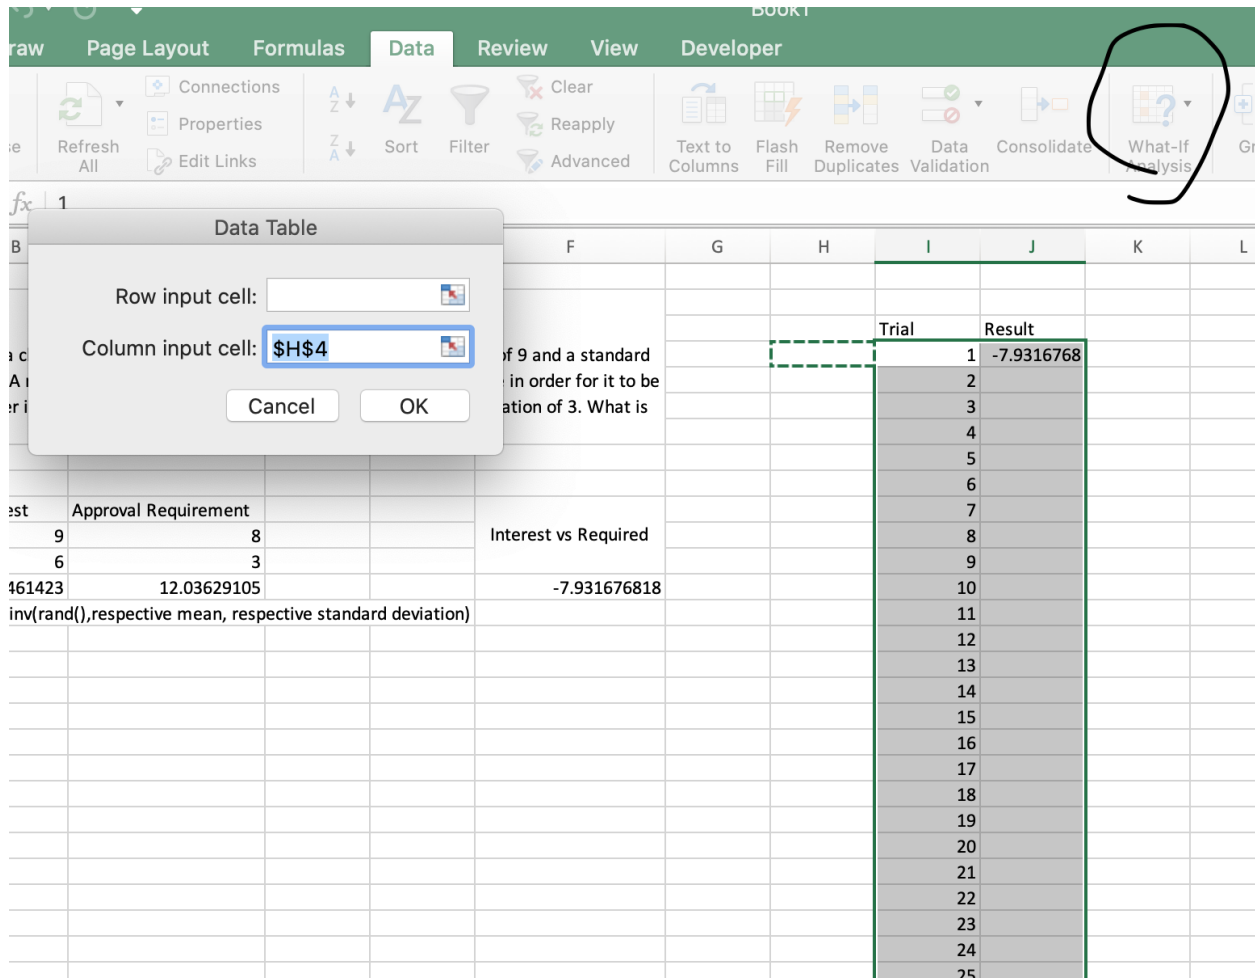 Book1
raw Page Layout Formulas Data Review View Developer
Connections
Properties
Edit Links
Refresh
All
Sort
Filter
Clear
Reapply
Advanced
Text to
Columns
Flash
Fill
Remove
Duplicates
Data
Validation
Consolidate
What-If
Analysis
fx 1
Data Table
Row input cell:
Column input cell: $H$4
Cancel OK
B F G H I J K L
Trial Result
of 9 and a standard 1 -7.9316768
in order for it to be 2
ation of 3. What is 3
4
5
6
est Approval Requirement 7
9 8 Interest vs Required 8
6 3 9
461423 12.03629105 -7.931676818 10
inv(rand(),respective mean, respective standard deviation) 11
12
13
14
15
16
17
18
19
20
21
22
23
24
25